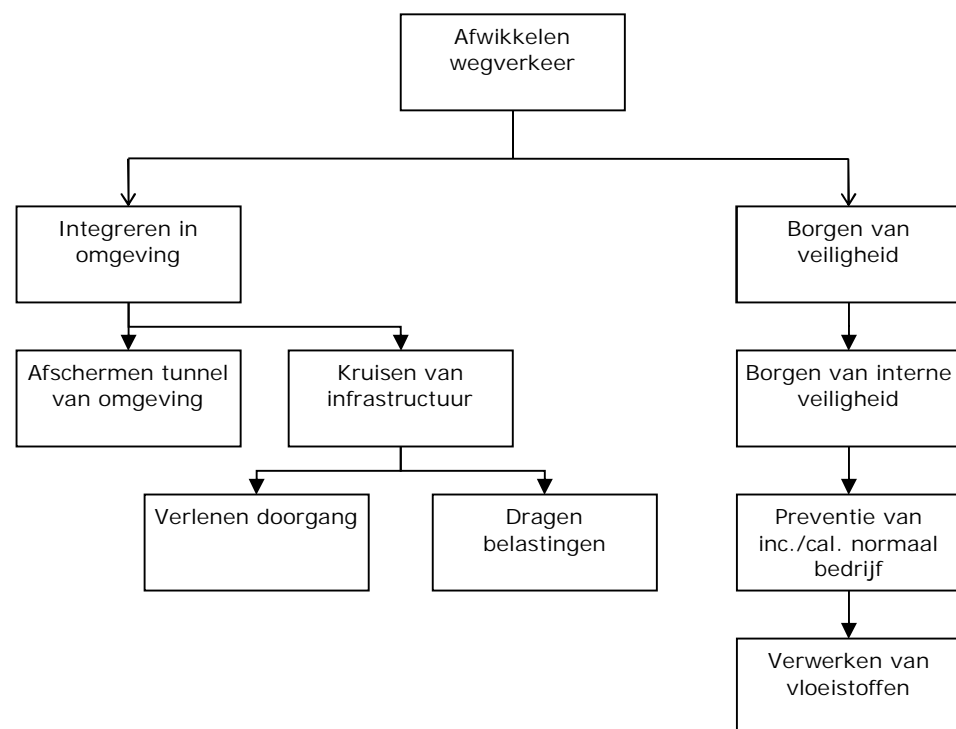 Afwikkelen
wegverkeer
Integreren in
omgeving
Borgen van
veiligheid
Afschermen tunnel
van omgeving
Kruisen van
infrastructuur
Borgen van interne
veiligheid
Verlenen doorgang
Dragen
belastingen
Preventie van
inc./cal. normaal
bedrijf
Verwerken van
vloeistoffen